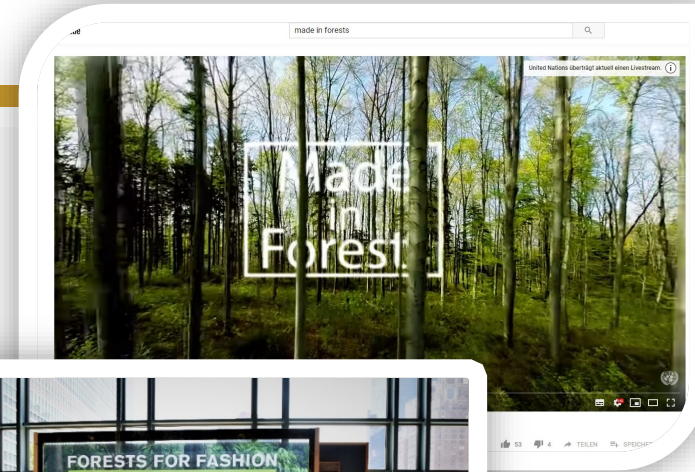 made in forests
United Nations überträgt aktuell einen Livestream.
Made
in
Forest
53 4 TEILEN
FORESTS FOR FASHION